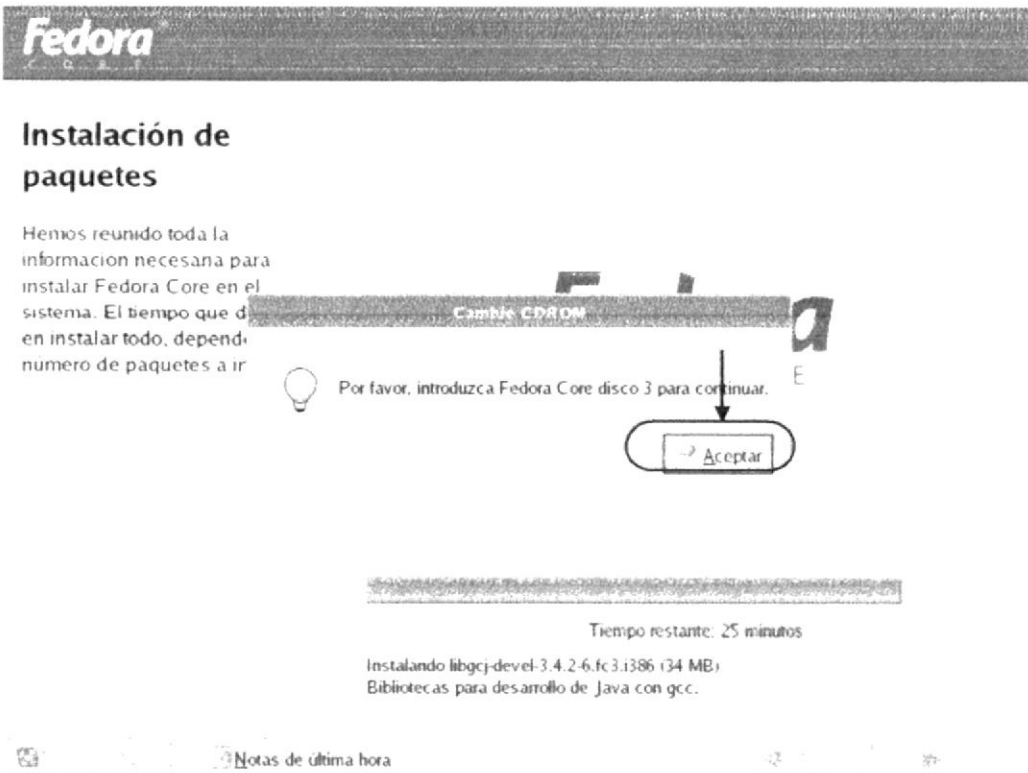 fedora
CORE
Instalación de
paquetes
Hemos reunido toda la
informacion necesaria para
instalar Fedora Core en el
sistema. El tiempo que d
en instalar todo, depend
número de paquetes a ir
Cambie CDROM
E
Por favor, introduzca Fedora Core disco 3 para continuar.
Aceptar
Tiempo restante: 25 minutos
Instalando libgcj-devel-3.4.2-6.fc3.i386 (34 MB)
Bibliotecas para desarrollo de Java con gcc.
Notas de última hora